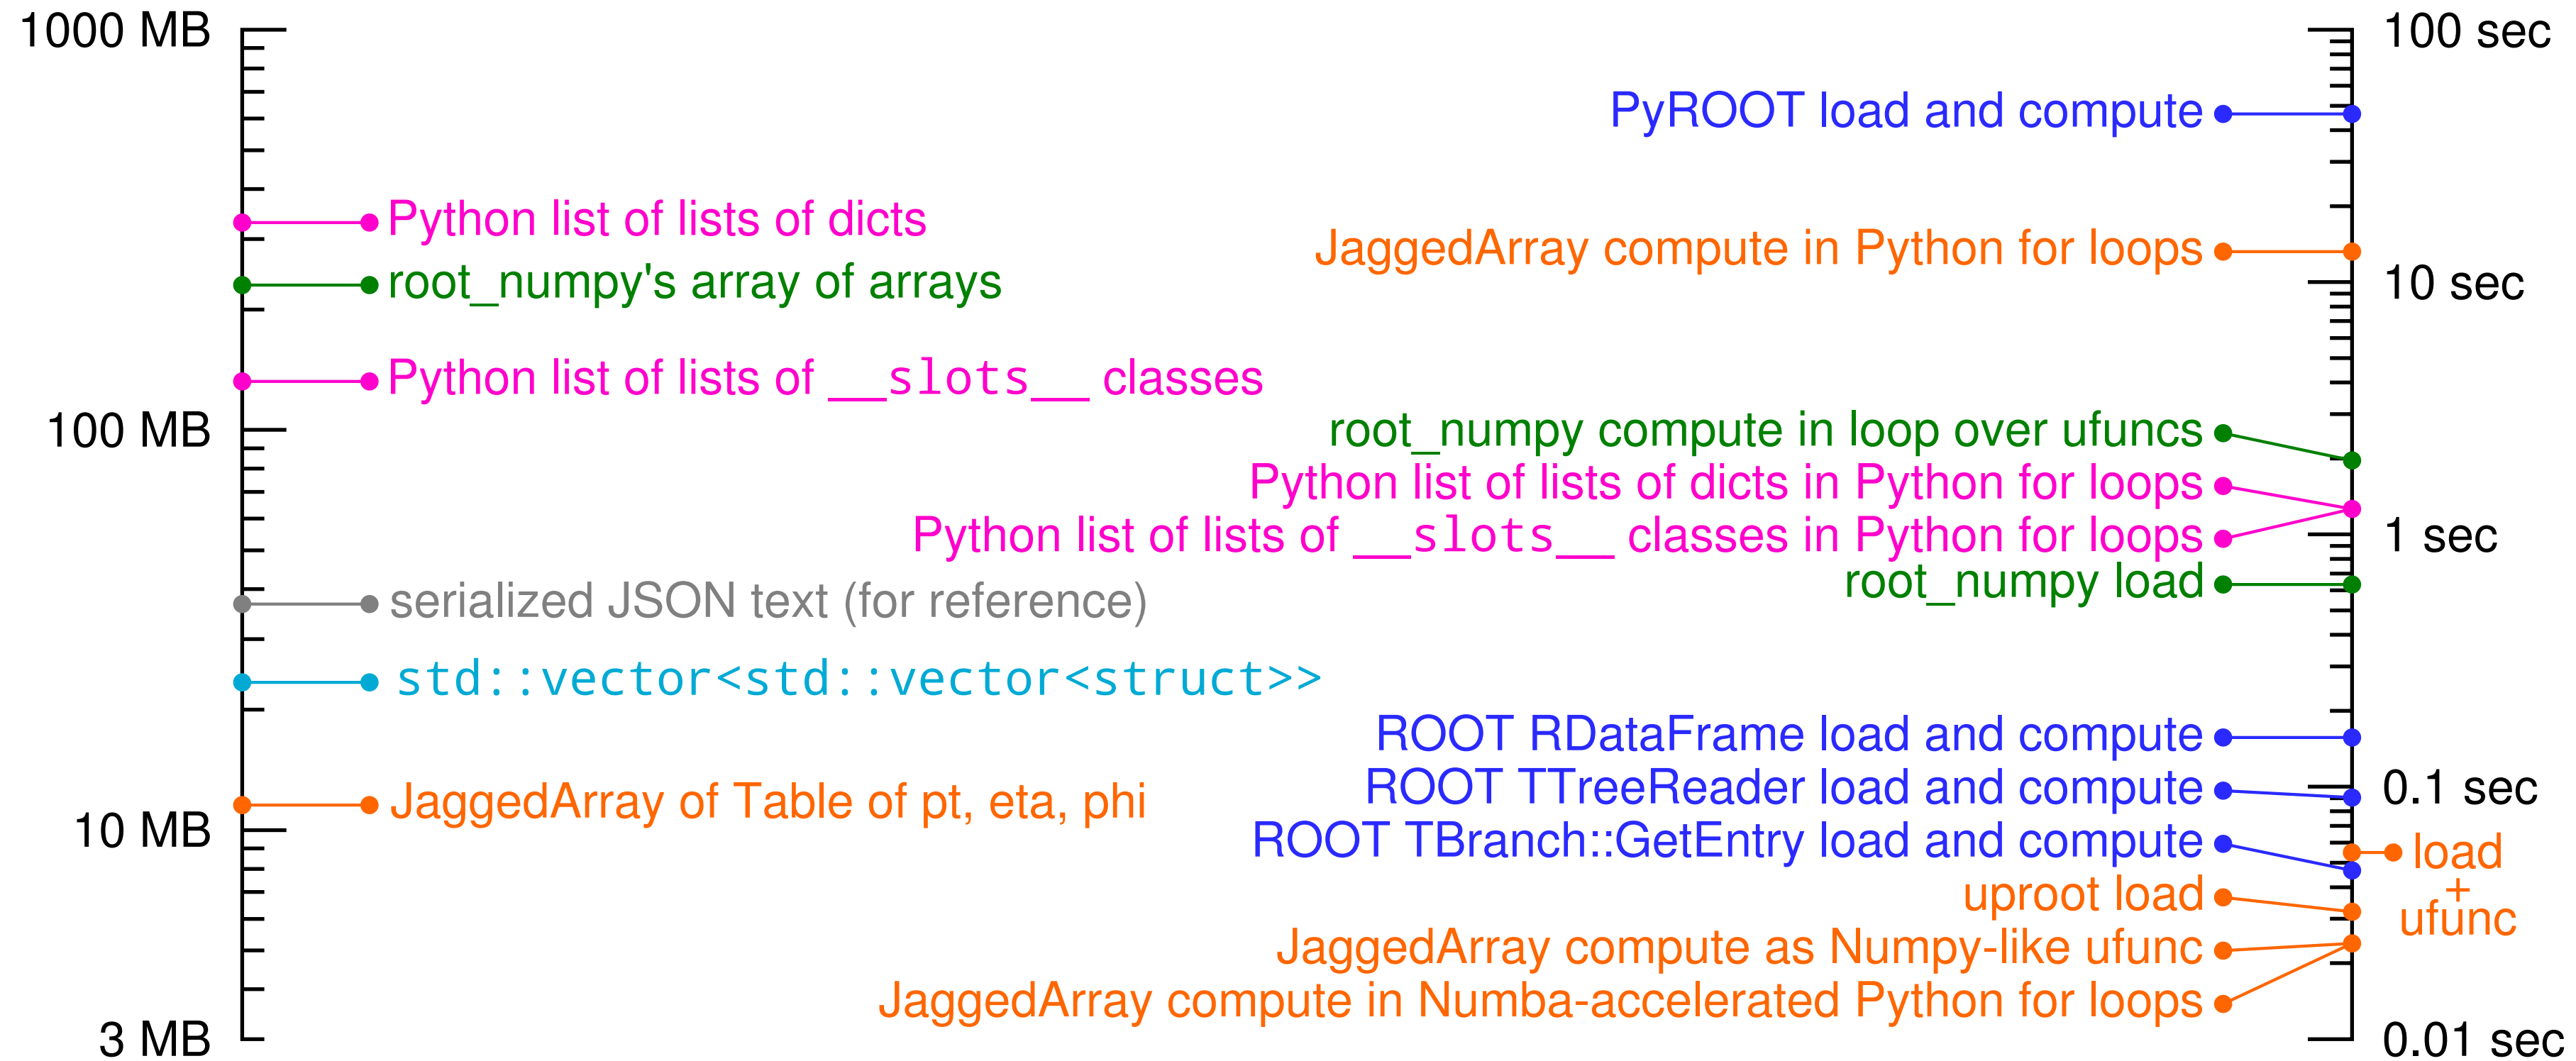 1000 MB
100 MB
10 MB
3 MB
Python list of lists of dicts
root_numpy's array of arrays
Python list of lists of __slots__ classes
serialized JSON text (for reference)
std::vector<std::vector<struct>>
JaggedArray of Table of pt, eta, phi
PyROOT load and compute
JaggedArray compute in Python for loops
root_numpy compute in loop over ufuncs
Python list of lists of dicts in Python for loops
Python list of lists of __slots__ classes in Python for loops
root_numpy load
ROOT RDataFrame load and compute
ROOT TTreeReader load and compute
ROOT TBranch::GetEntry load and compute
uproot load
JaggedArray compute as Numpy-like ufunc
JaggedArray compute in Numba-accelerated Python for loops
100 sec
10 sec
1 sec
0.1 sec
load
+
ufunc
0.01 sec